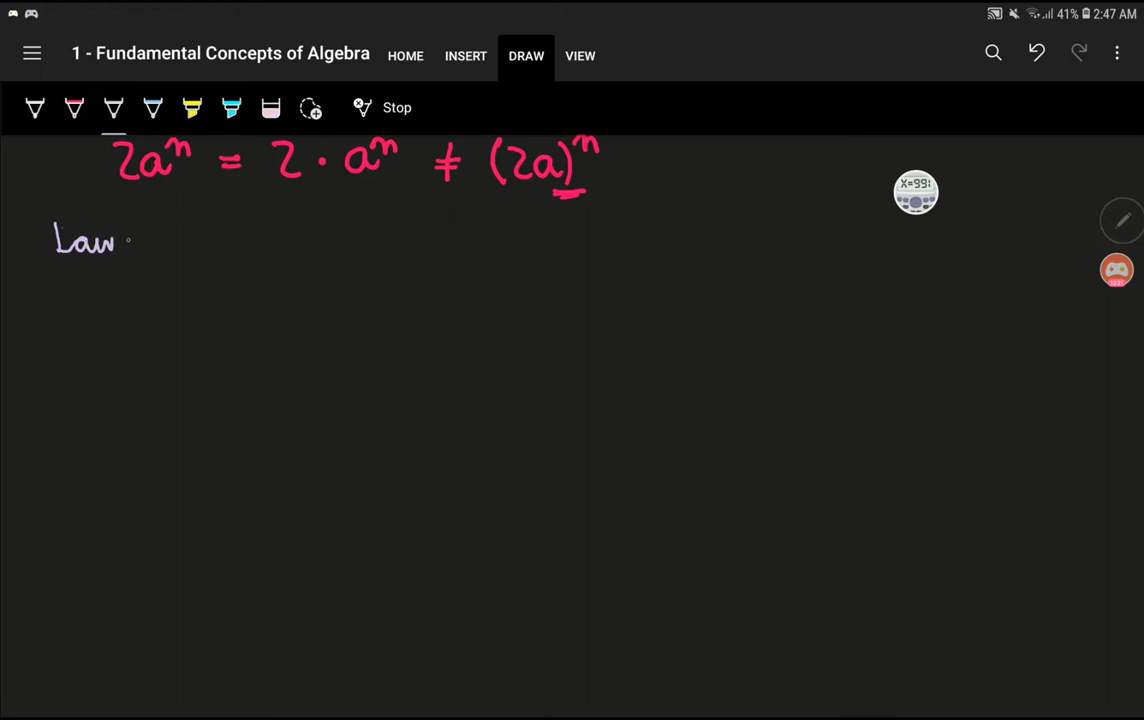 41% 2:47 AM
1 - Fundamental Concepts of Algebra HOME INSERT DRAW VIEW
Stop
2aⁿ = 2 · aⁿ ≠ (2a)ⁿ
X=991
Law